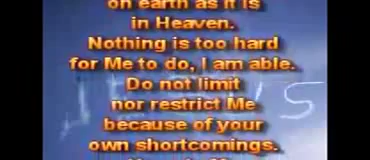 on earth as it is
in Heaven.
Nothing is too hard
for Me to do, I am able.
Do not limit
nor restrict Me
because of your
own shortcomings.